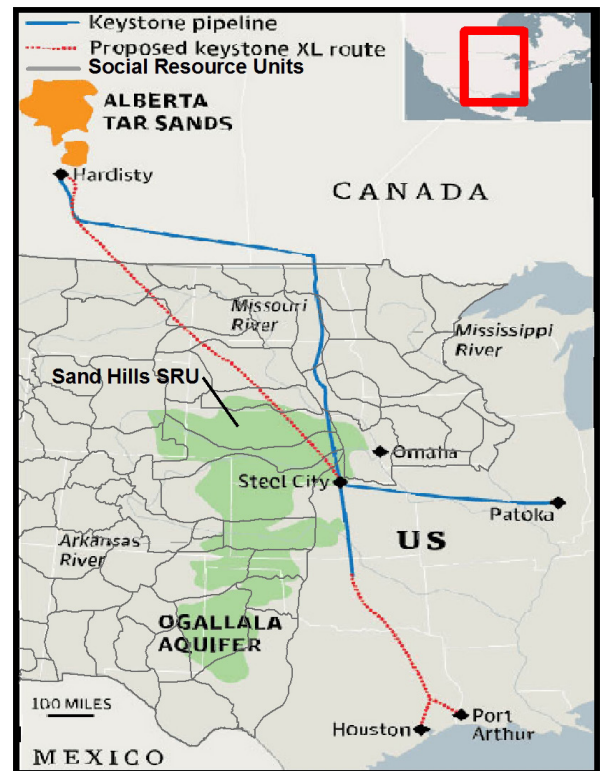 Keystone pipeline
Proposed keystone XL route
Social Resource Units
ALBERTA
TAR SANDS
Hardisty
CANADA
Missouri
River
Mississippi
River
Sand Hills SRU
Omaha
Steel City
Patoka
Arkansas
River
US
OGALLALA
AQUIFER
100 MILES
Houston
Port
Arthur
MEXICO